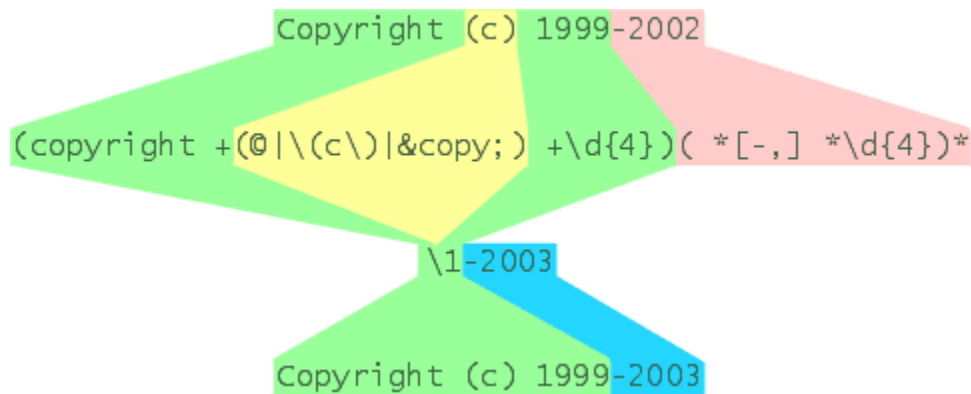 Copyright (c) 1999-2002
(copyright +(©|\(c\)|&copy;) +\d{4})( *[-,] *\d{4})*
\1-2003
Copyright (c) 1999-2003